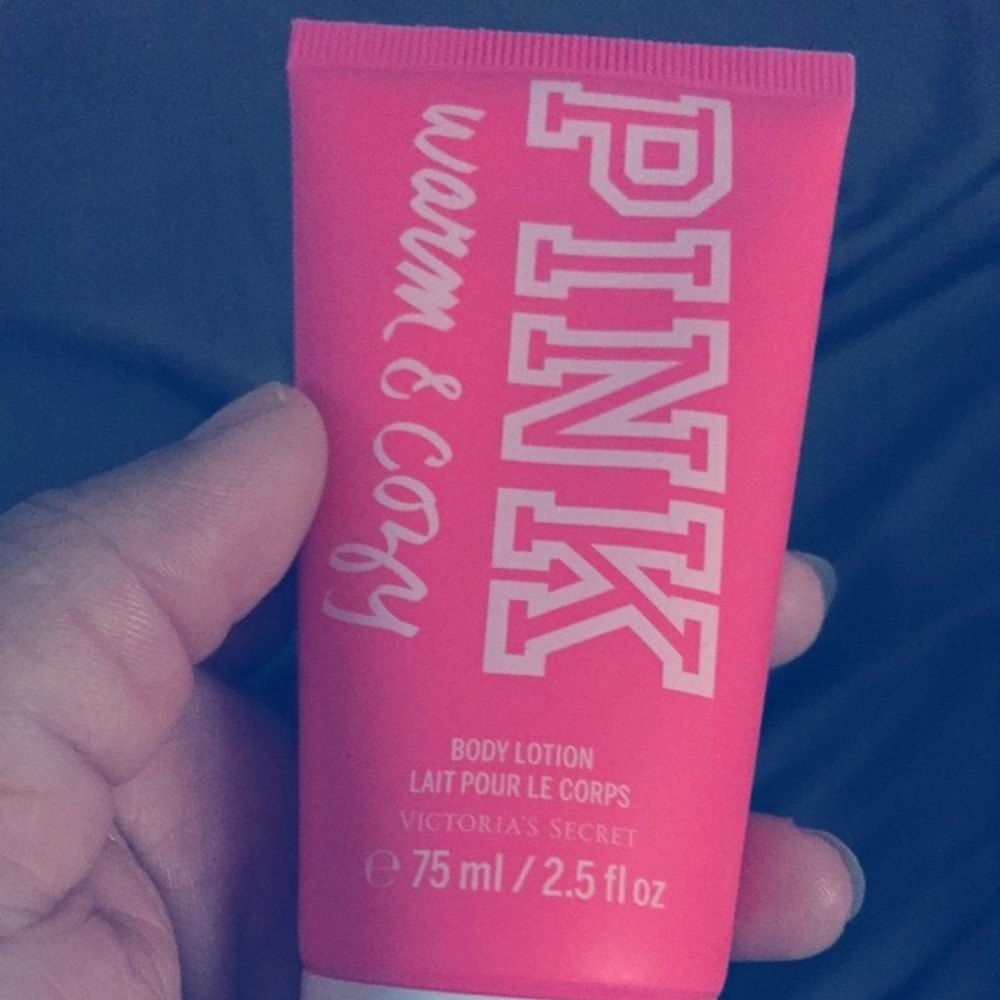 PINK
warm & cozy
BODY LOTION
LAIT POUR LE CORPS
VICTORIA'S SECRET
℮ 75 ml / 2.5 fl oz